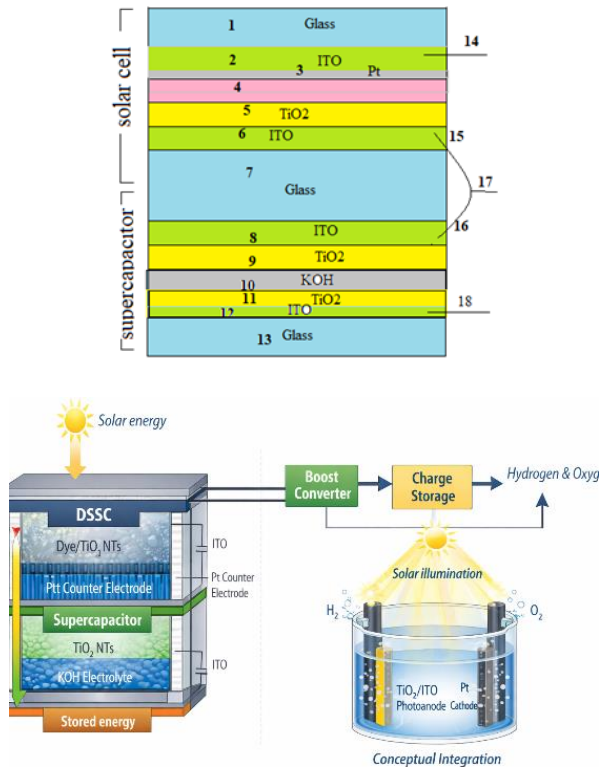 solar cell
supercapacitor
1 Glass
14
2 ITO
3 Pt
4
5 TiO2
6 ITO
15
7
Glass
17
16
ITO
8
9 TiO2
10 KOH
11 TiO2
12 ITO
18
13 Glass
Solar energy
DSSC
Dye/TiO₂ NTs
Ptt Counter Electrode
Supercapacitor
TiO₂ NTs
KOH Electrolyte
Stored energy
ITO
Pt Counter
Electrode
ITO
Boost
Converter
Charge
Storage
Hydrogen & Oxyg
Solar illumination
H₂
O₂
TiO₂/ITO
Photoanode
Pt
Cathode
Conceptual Integration